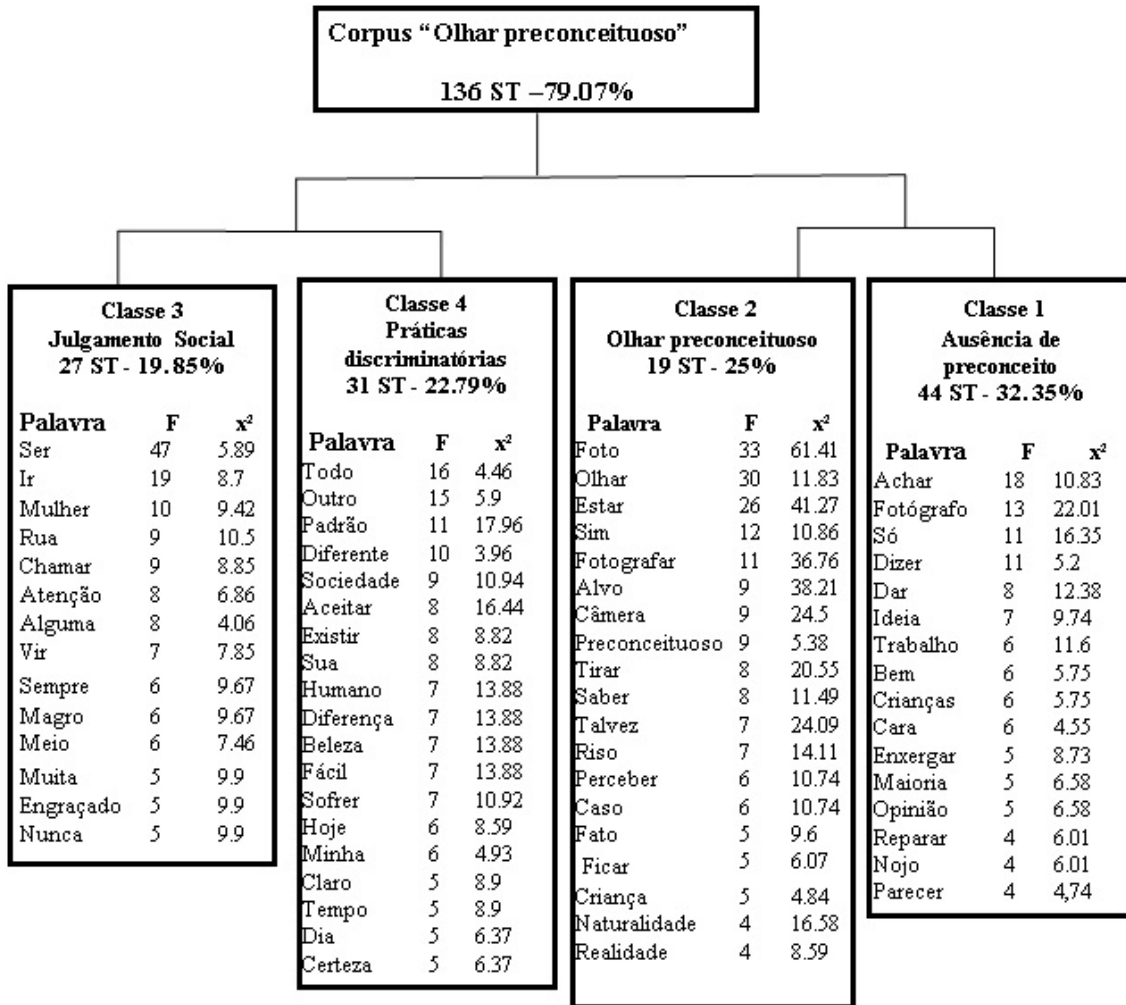 Corpus “Olhar preconceituoso”
136 ST –79.07%
Classe 3
Julgamento Social
27 ST - 19.85%
Palavra F x²
Ser 47 5.89
Ir 19 8.7
Mulher 10 9.42
Rua 9 10.5
Chamar 9 8.85
Atenção 8 6.86
Alguma 8 4.06
Vir 7 7.85
Sempre 6 9.67
Magro 6 9.67
Meio 6 7.46
Muita 5 9.9
Engraçado 5 9.9
Nunca 5 9.9
Classe 4
Práticas
discriminatórias
31 ST - 22.79%
Palavra F x²
Todo 16 4.46
Outro 15 5.9
Padrão 11 17.96
Diferente 10 3.96
Sociedade 9 10.94
Aceitar 8 16.44
Existir 8 8.82
Sua 8 8.82
Humano 7 13.88
Diferença 7 13.88
Beleza 7 13.88
Fácil 7 13.88
Sofrer 7 10.92
Hoje 6 8.59
Minha 6 4.93
Claro 5 8.9
Tempo 5 8.9
Dia 5 6.37
Certeza 5 6.37
Classe 2
Olhar preconceituoso
19 ST - 25%
Palavra F x²
Foto 33 61.41
Olhar 30 11.83
Estar 26 41.27
Sim 12 10.86
Fotografar 11 36.76
Alvo 9 38.21
Câmera 9 24.5
Preconceituoso 9 5.38
Tirar 8 20.55
Saber 8 11.49
Talvez 7 24.09
Riso 7 14.11
Perceber 6 10.74
Caso 6 10.74
Fato 5 9.6
Ficar 5 6.07
Criança 5 4.84
Naturalidade 4 16.58
Realidade 4 8.59
Classe 1
Ausência de
preconceito
44 ST - 32.35%
Palavra F x²
Achar 18 10.83
Fotógrafo 13 22.01
Só 11 16.35
Dizer 11 5.2
Dar 8 12.38
Ideia 7 9.74
Trabalho 6 11.6
Bem 6 5.75
Crianças 6 5.75
Cara 6 4.55
Enxergar 5 8.73
Maioria 5 6.58
Opinião 5 6.58
Reparar 4 6.01
Nojo 4 6.01
Parecer 4 4,74